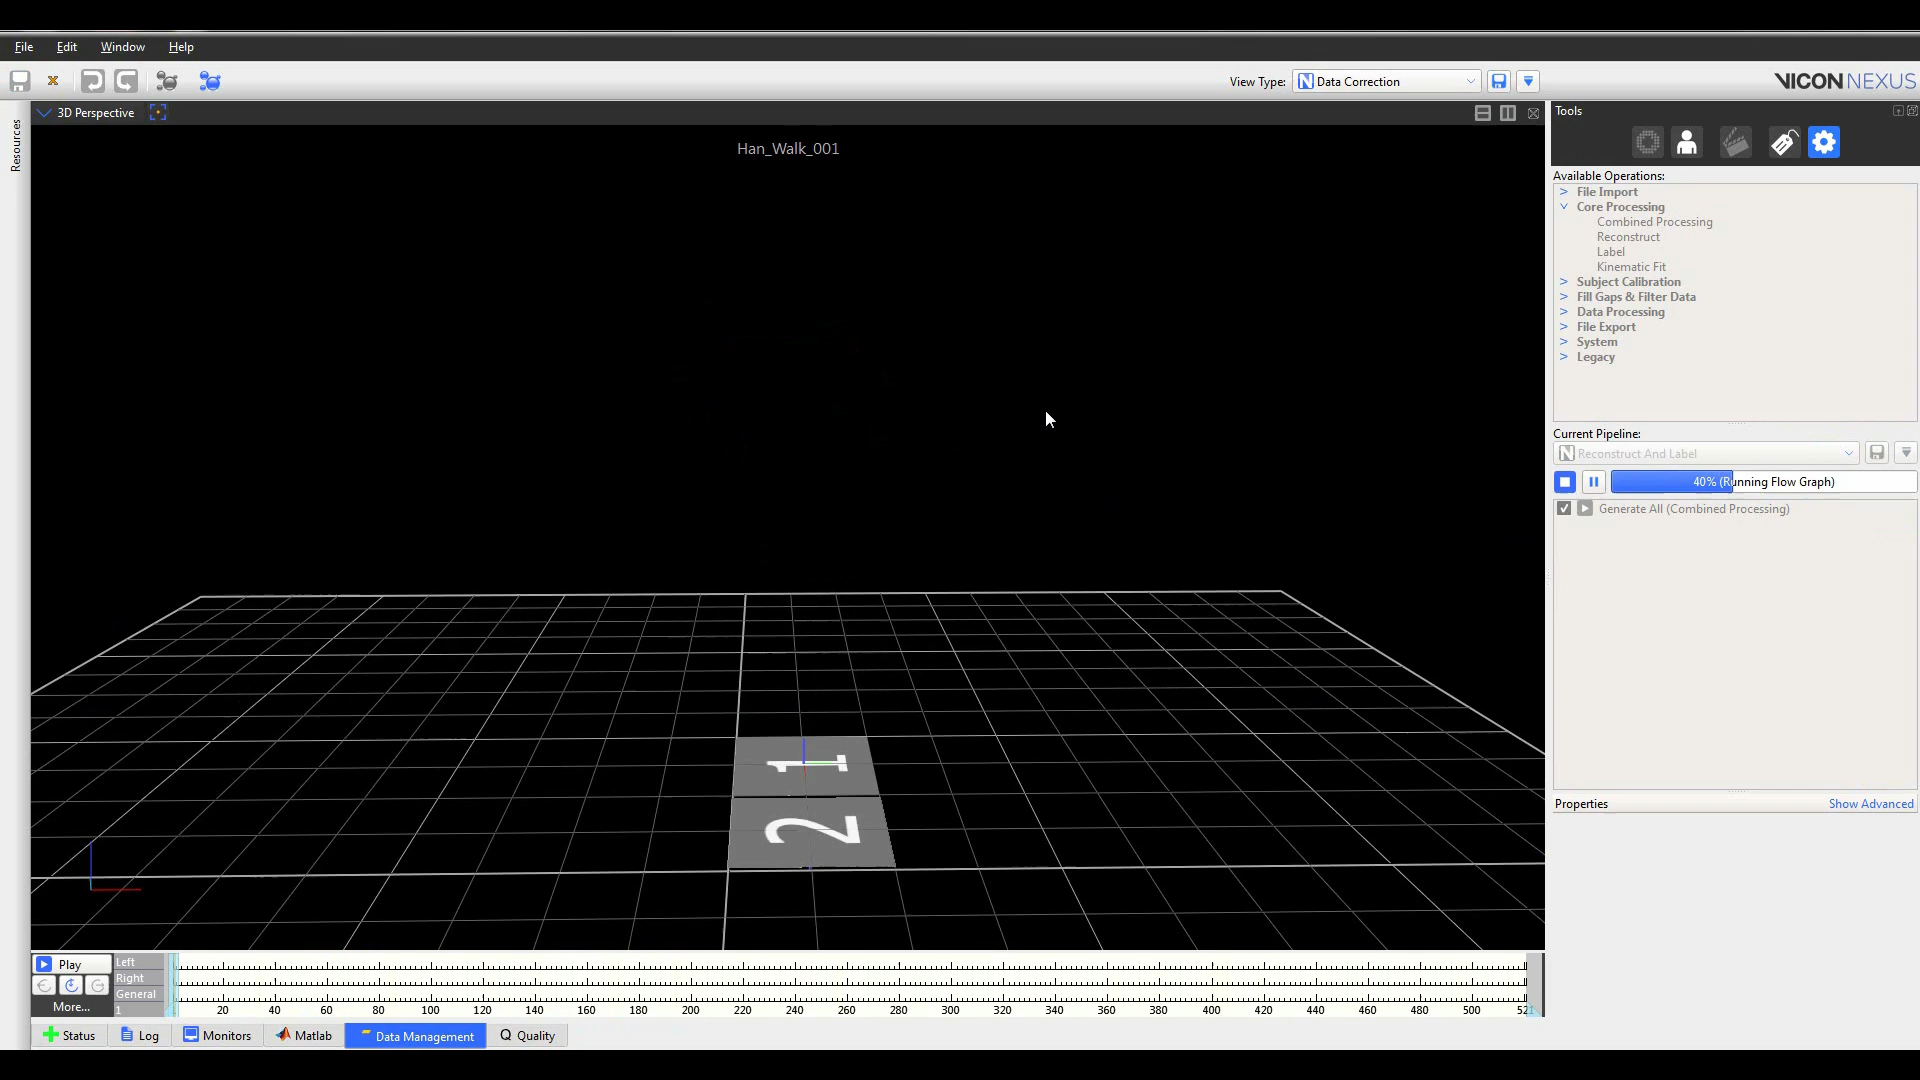 File Edit Window Help
View Type: Data Correction
VICON NEXUS
Resources
3D Perspective
Han_Walk_001
Tools
Available Operations:
File Import
Core Processing
Combined Processing
Reconstruct
Label
Kinematic Fit
Subject Calibration
Fill Gaps & Filter Data
Data Processing
File Export
System
Legacy
Current Pipeline:
Reconstruct And Label
40% (Running Flow Graph)
Generate All (Combined Processing)
Properties Show Advanced
1
2
Play
More...
Left
Right
General
1 20 40 60 80 100 120 140 160 180 200 220 240 260 280 300 320 340 360 380 400 420 440 460 480 500 521
Status Log Monitors Matlab Data Management Quality